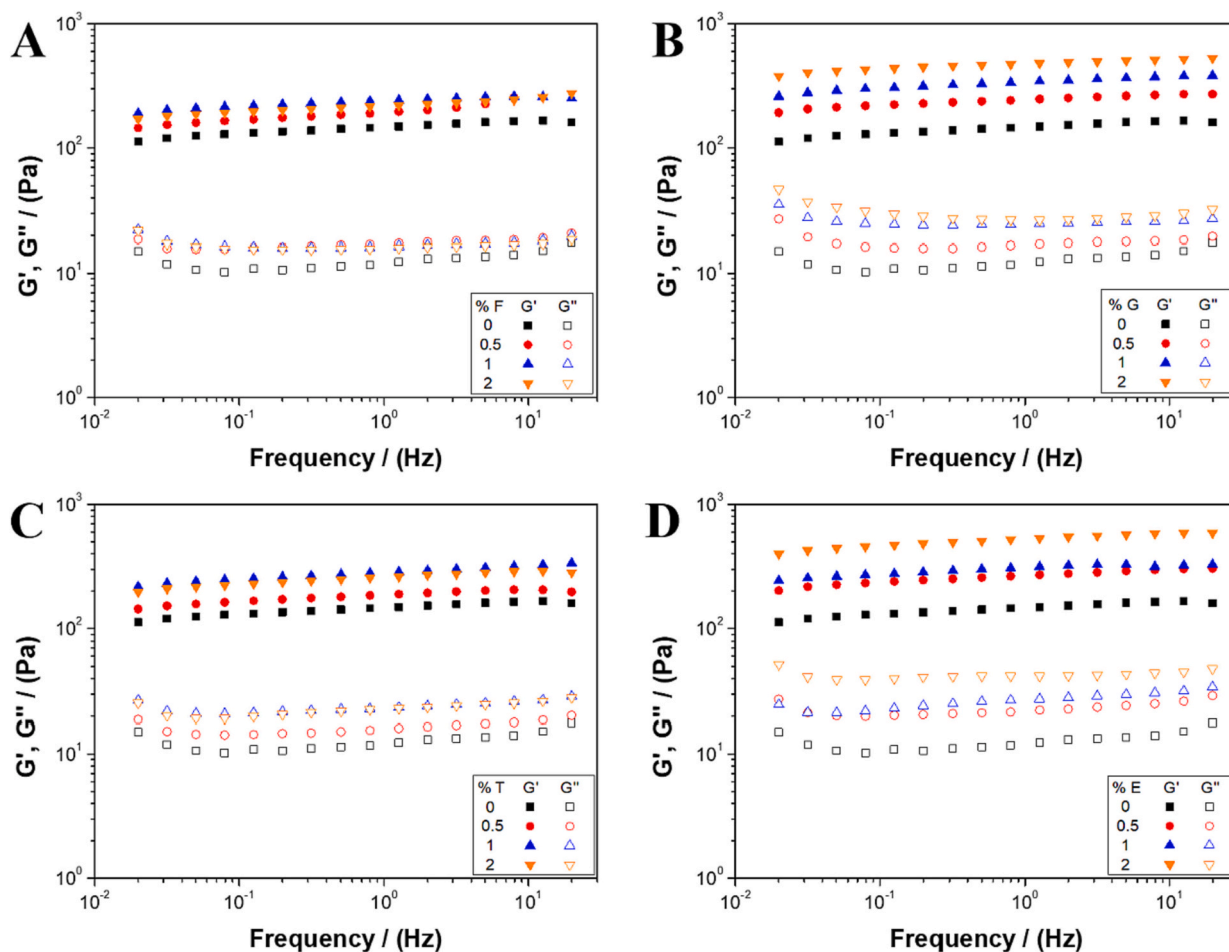 A
10³
10²
10¹
10⁰
G', G'' / (Pa)
10⁻² 10⁻¹ 10⁰ 10¹
Frequency / (Hz)
% F G' G''
0
0.5
1
2
B
10³
10²
10¹
10⁰
G', G'' / (Pa)
10⁻² 10⁻¹ 10⁰ 10¹
Frequency / (Hz)
% G G' G''
0
0.5
1
2
C
10³
10²
10¹
10⁰
G', G'' / (Pa)
10⁻² 10⁻¹ 10⁰ 10¹
Frequency / (Hz)
% T G' G''
0
0.5
1
2
D
10³
10²
10¹
10⁰
G', G'' / (Pa)
10⁻² 10⁻¹ 10⁰ 10¹
Frequency / (Hz)
% E G' G''
0
0.5
1
2